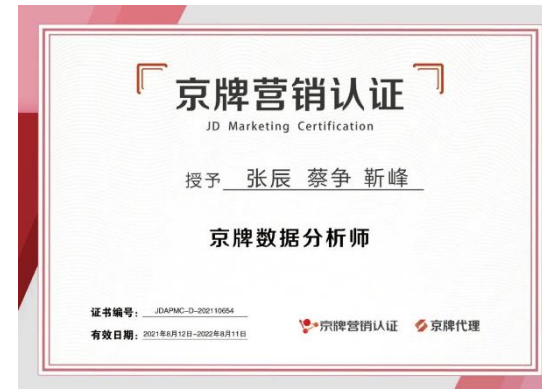 京牌营销认证
JD Marketing Certification
授予 张辰 蔡争 靳峰
京牌数据分析师
证书编号: JDAPMC-D-202110654
有效日期: 2021年8月12日-2022年8月11日
京牌营销认证 京牌代理